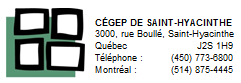 CÉGEP DE SAINT-HYACINTHE
3000, rue Boullé, Saint-Hyacinthe
Québec J2S 1H9
Téléphone : (450) 773-6800
Montréal : (514) 875-4445